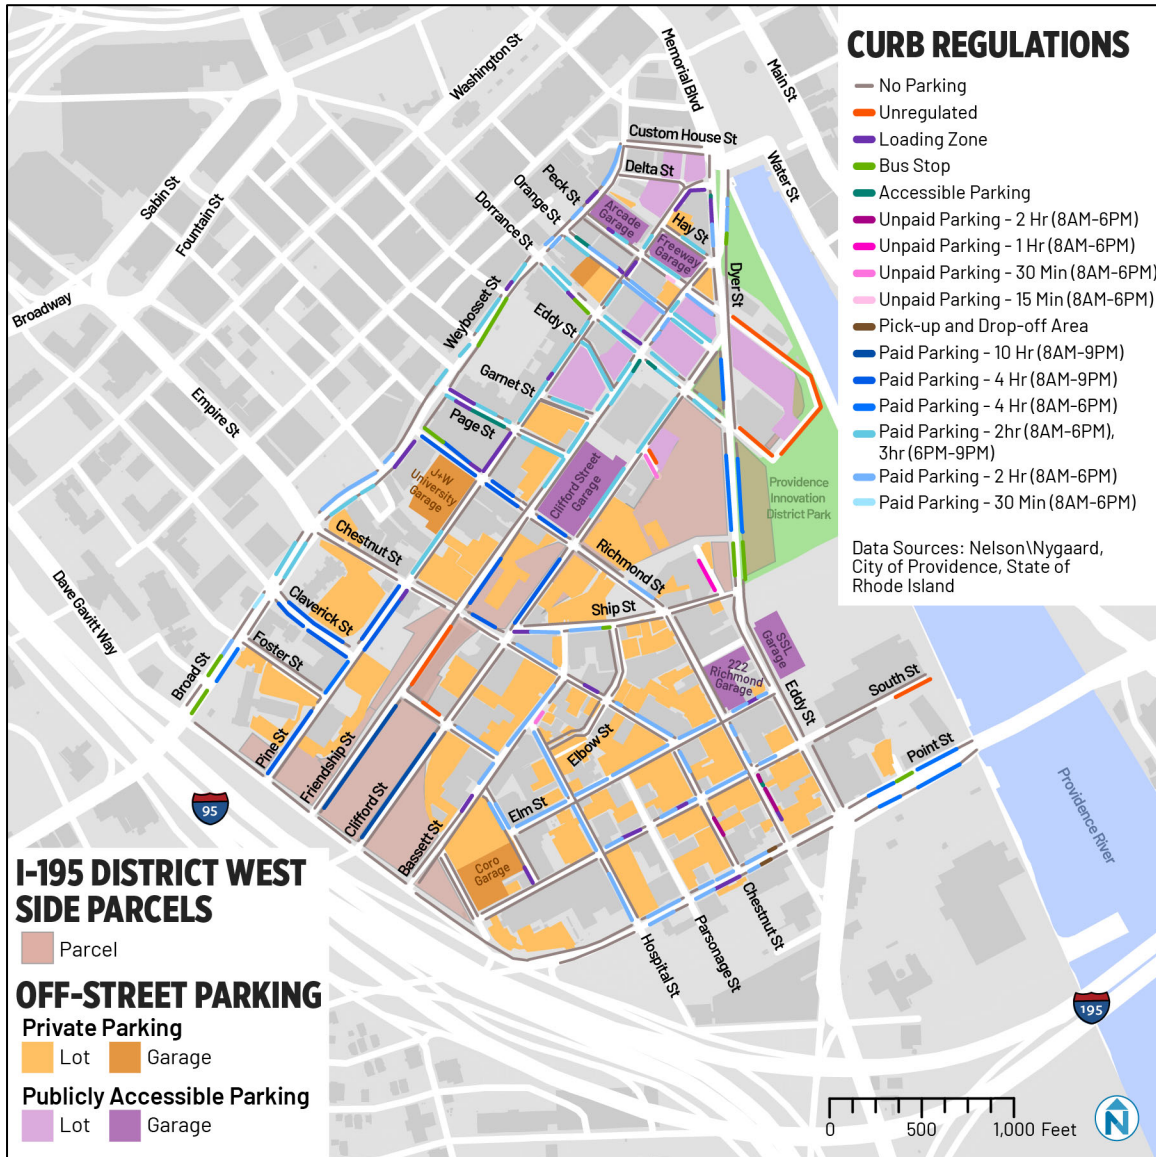 CURB REGULATIONS
No Parking
Unregulated
Loading Zone
Bus Stop
Accessible Parking
Unpaid Parking - 2 Hr (8AM-6PM)
Unpaid Parking - 1 Hr (8AM-6PM)
Unpaid Parking - 30 Min (8AM-6PM)
Unpaid Parking - 15 Min (8AM-6PM)
Pick-up and Drop-off Area
Paid Parking - 10 Hr (8AM-9PM)
Paid Parking - 4 Hr (8AM-9PM)
Paid Parking - 4 Hr (8AM-6PM)
Paid Parking - 2hr (8AM-6PM),
3hr (6PM-9PM)
Paid Parking - 2 Hr (8AM-6PM)
Paid Parking - 30 Min (8AM-6PM)
Data Sources: Nelson\Nygaard,
City of Providence, State of
Rhode Island
Washington St
Memorial Blvd
Main St
Custom House St
Delta St
Water St
Peck St
Orange St
Dorrance St
Sabin St
Fountain St
Arcade
Garage
Hay St
Freeway
Garage
Dyer St
Broadway
Weybosset St
Eddy St
Garnet St
Empire St
Page St
J+W
University
Garage
Clifford Street
Garage
Providence
Innovation
District Park
Chestnut St
Richmond St
Dave Gavitt Way
Claverick St
Ship St
Foster St
SSL
Garage
222
Richmond
Garage
Broad St
Eddy St
South St
Pine St
Elbow St
Point St
Friendship St
Providence River
95
Clifford St
Elm St
Bassett St
Coro
Garage
Chestnut St
Parsonage St
Hospital St
195
I-195 DISTRICT WEST
SIDE PARCELS
Parcel
OFF-STREET PARKING
Private Parking
Lot
Garage
Publicly Accessible Parking
Lot
Garage
0
500
1,000 Feet
N